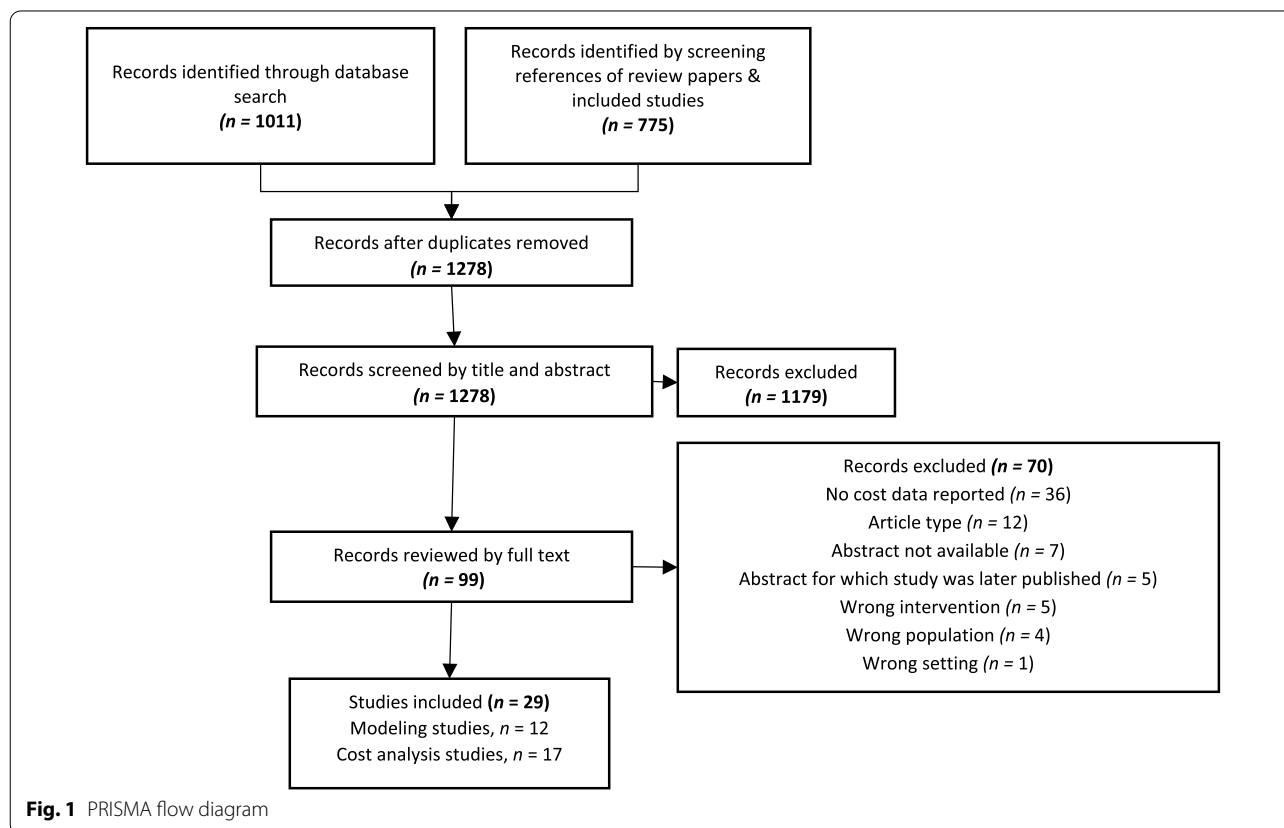 Records identified through database
search
(n = 1011)
Records identified by screening
references of review papers &
included studies
(n = 775)
Records after duplicates removed
(n = 1278)
Records screened by title and abstract
(n = 1278)
Records excluded
(n = 1179)
Records reviewed by full text
(n = 99)
Records excluded (n = 70)
No cost data reported (n = 36)
Article type (n = 12)
Abstract not available (n = 7)
Abstract for which study was later published (n = 5)
Wrong intervention (n = 5)
Wrong population (n = 4)
Wrong setting (n = 1)
Studies included (n = 29)
Modeling studies, n = 12
Cost analysis studies, n = 17
Fig. 1 PRISMA flow diagram